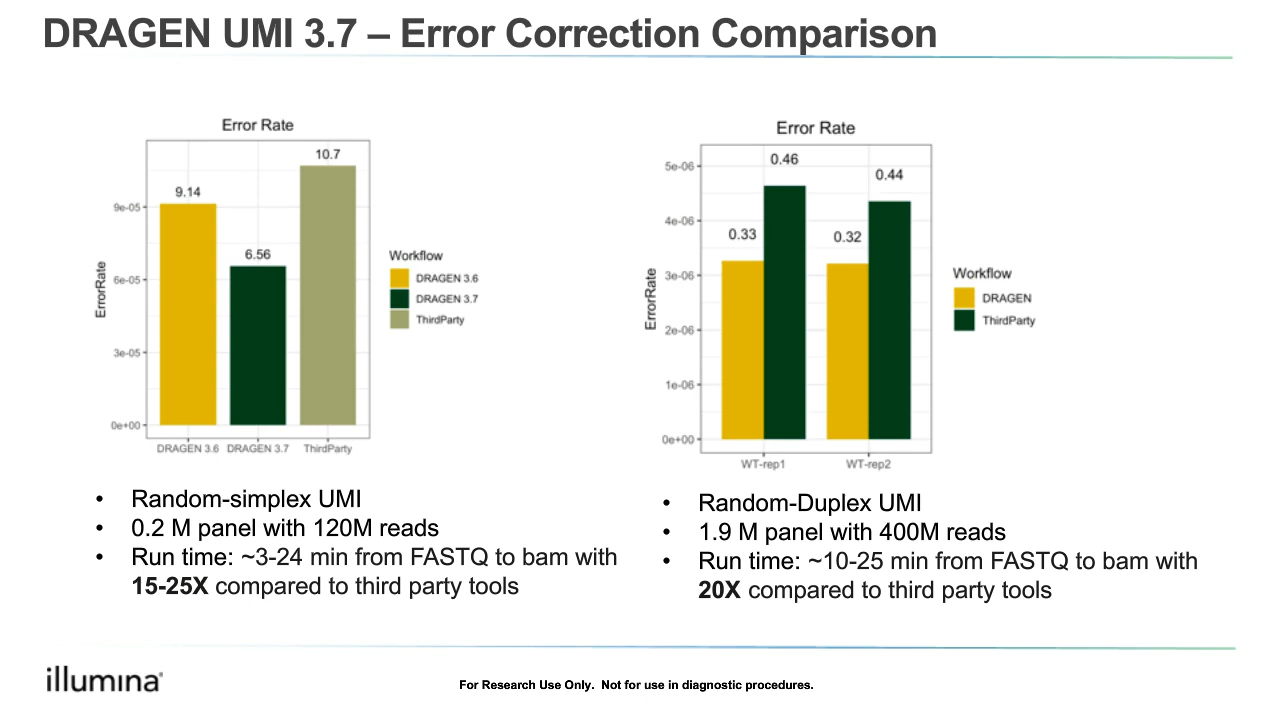 DRAGEN UMI 3.7 – Error Correction Comparison
Error Rate
10.7
9.14
6.56
9e-05
6e-05
3e-05
0e+00
ErrorRate
DRAGEN 3.6 DRAGEN 3.7 ThirdParty
Workflow
DRAGEN 3.6
DRAGEN 3.7
ThirdParty
• Random-simplex UMI
• 0.2 M panel with 120M reads
• Run time: ~3-24 min from FASTQ to bam with
15-25X compared to third party tools
Error Rate
0.46
0.44
0.33
0.32
5e-06
4e-06
3e-06
2e-06
1e-06
0e+00
ErrorRate
WT-rep1 WT-rep2
Workflow
DRAGEN
ThirdParty
• Random-Duplex UMI
• 1.9 M panel with 400M reads
• Run time: ~10-25 min from FASTQ to bam with
20X compared to third party tools
illumina®
For Research Use Only. Not for use in diagnostic procedures.